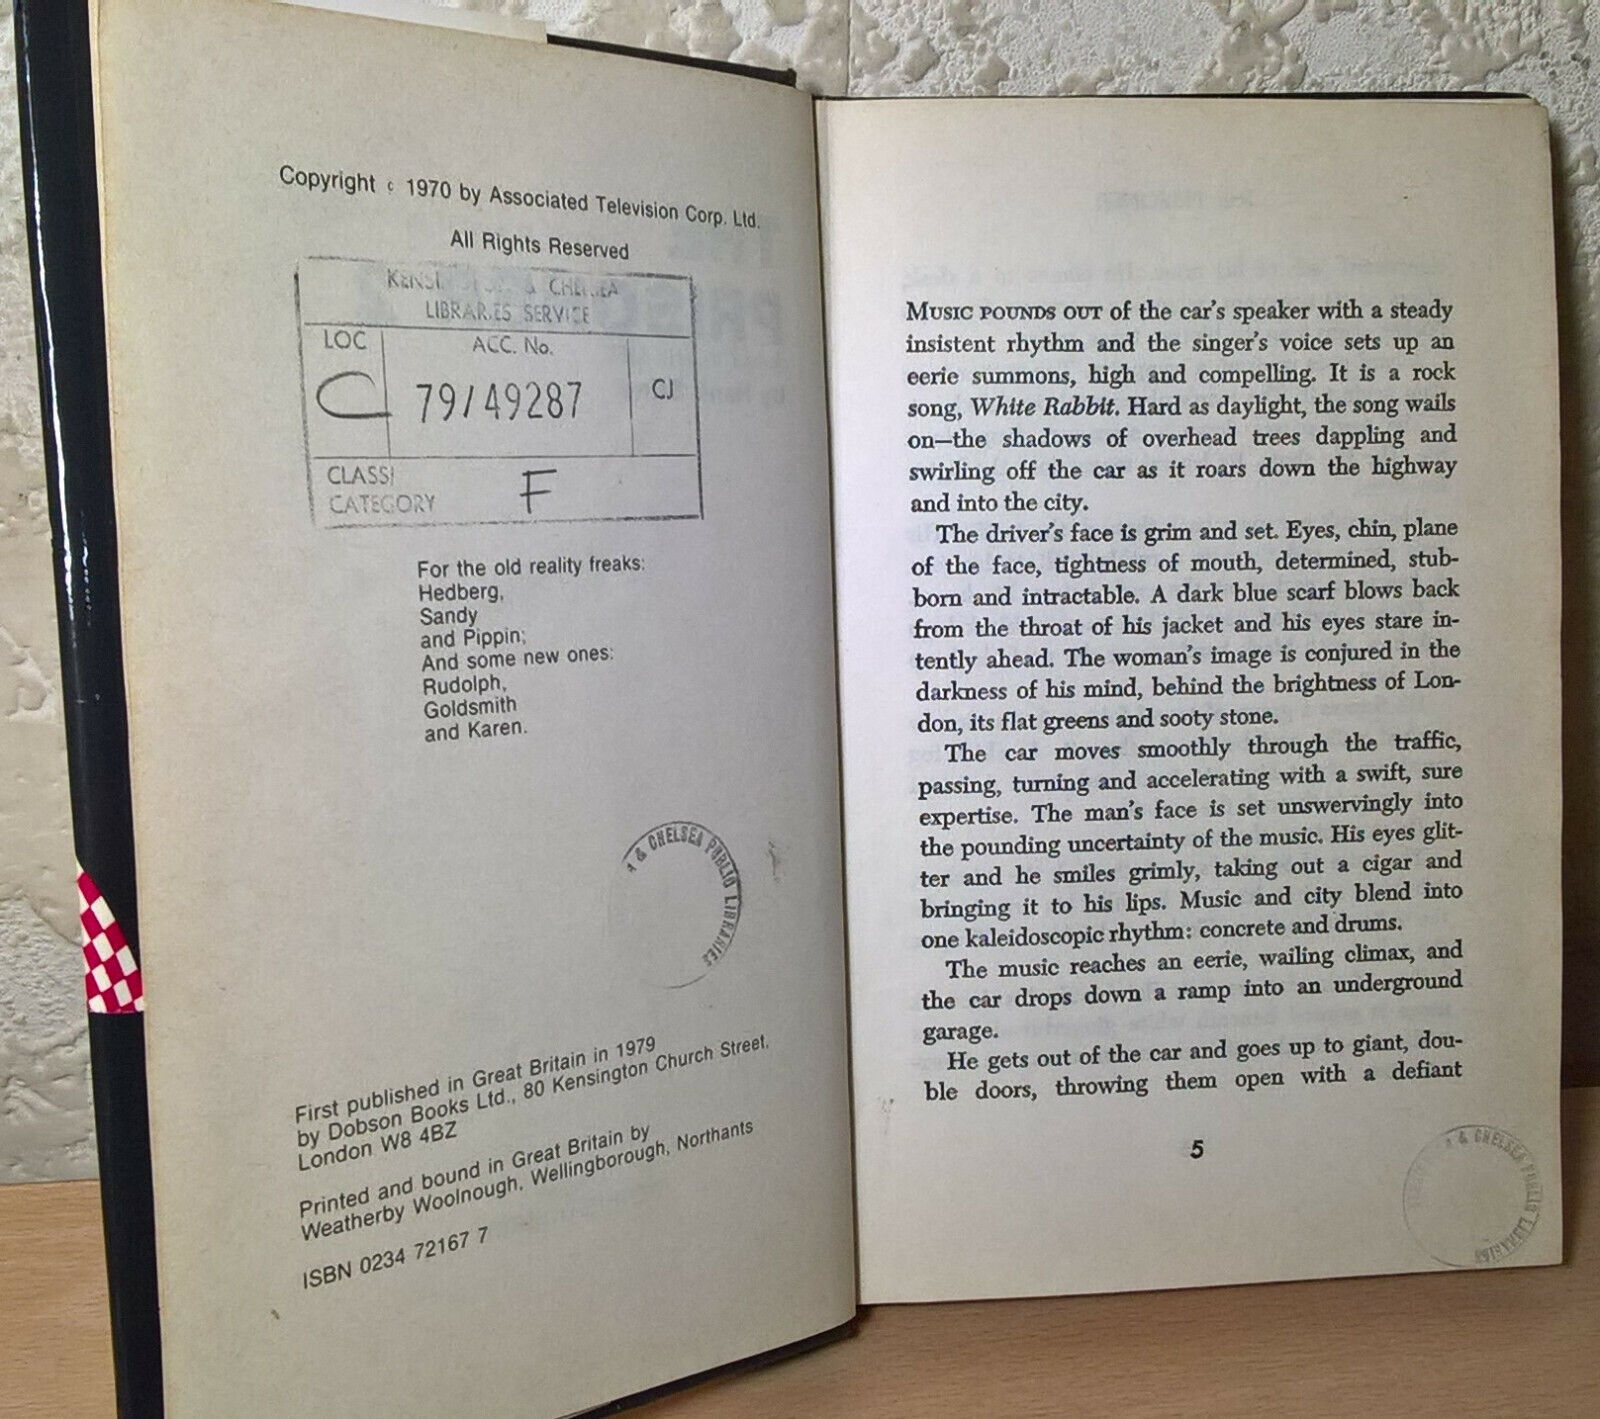 Copyright c 1970 by Associated Television Corp. Ltd.
All Rights Reserved
& CHELSEA
LIBRARIES SERVICE
LOC
ACC. No.
C
79/49287
CJ
CLASS
CATEGORY
F
For the old reality freaks:
Hedberg,
Sandy
and Pippin;
And some new ones:
Rudolph,
Goldsmith
and Karen.
& CHELSEA PUBLIC LIBRARIES
First published in Great Britain in 1979
by Dobson Books Ltd., 80 Kensington Church Street,
London W8 4BZ
Printed and bound in Great Britain by
Weatherby Woolnough, Wellingborough, Northants
ISBN 0234 72167 7
MUSIC POUNDS OUT of the car's speaker with a steady
insistent rhythm and the singer's voice sets up an
eerie summons, high and compelling. It is a rock
song, White Rabbit. Hard as daylight, the song wails
on—the shadows of overhead trees dappling and
swirling off the car as it roars down the highway
and into the city.
The driver's face is grim and set. Eyes, chin, plane
of the face, tightness of mouth, determined, stub-
born and intractable. A dark blue scarf blows back
from the throat of his jacket and his eyes stare in-
tently ahead. The woman's image is conjured in the
darkness of his mind, behind the brightness of Lon-
don, its flat greens and sooty stone.
The car moves smoothly through the traffic,
passing, turning and accelerating with a swift, sure
expertise. The man's face is set unswervingly into
the pounding uncertainty of the music. His eyes glit-
ter and he smiles grimly, taking out a cigar and
bringing it to his lips. Music and city blend into
one kaleidoscopic rhythm: concrete and drums.
The music reaches an eerie, wailing climax, and
the car drops down a ramp into an underground
garage.
He gets out of the car and goes up to giant, dou-
ble doors, throwing them open with a defiant
5
& CHELSEA PUBLIC LIBRARIES